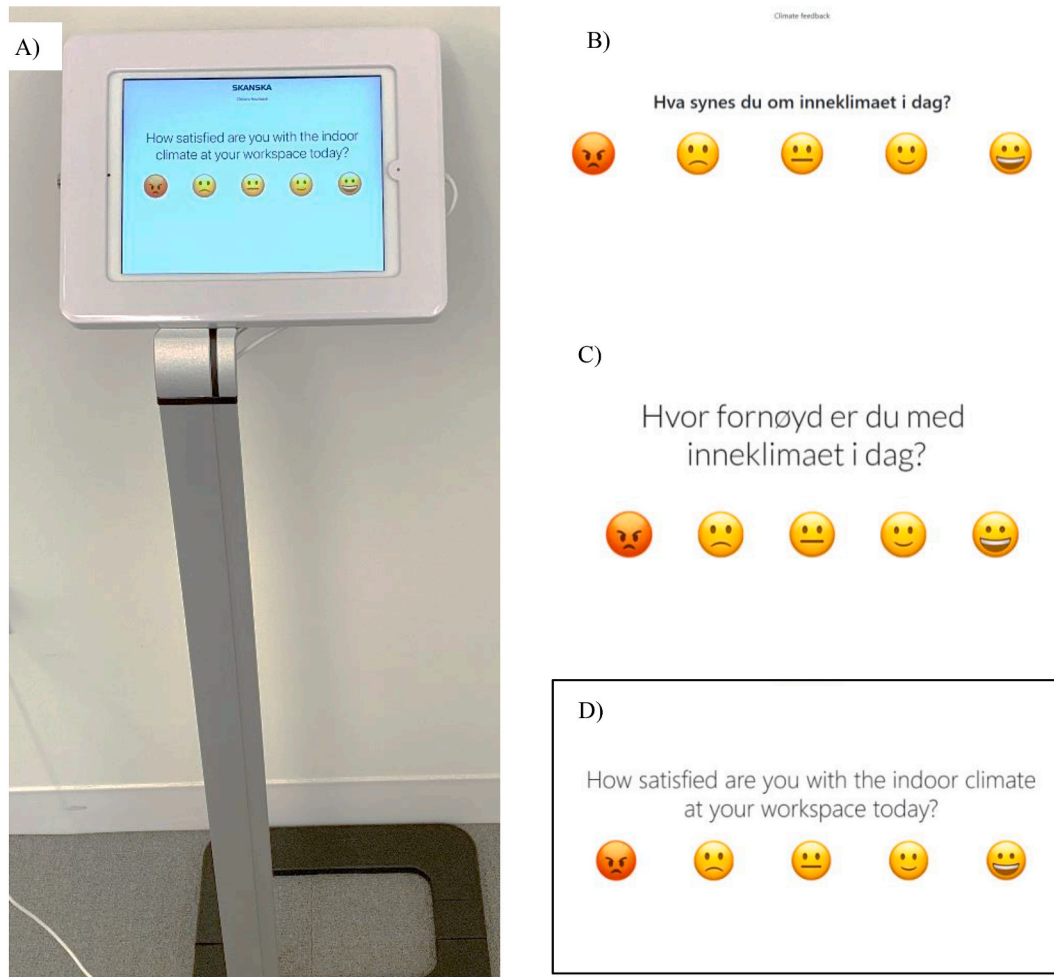 A)
SKANSKA
Climate feedback
How satisfied are you with the indoor
climate at your workspace today?
Climate feedback
B)
Hva synes du om inneklimaet i dag?
C)
Hvor fornøyd er du med
inneklimaet i dag?
D)
How satisfied are you with the indoor climate
at your workspace today?